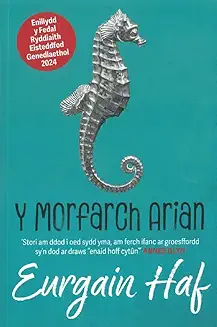 Enillydd
y Fedal
Ryddiaith
Eisteddfod
Genedlaethol
2024
Y Morfarch Arian
'Stori am ddod i oed sydd yma, am ferch ifanc ar groesffordd
sy'n dod ar draws "enaid hoff cytûn"'
Eurgain Haf